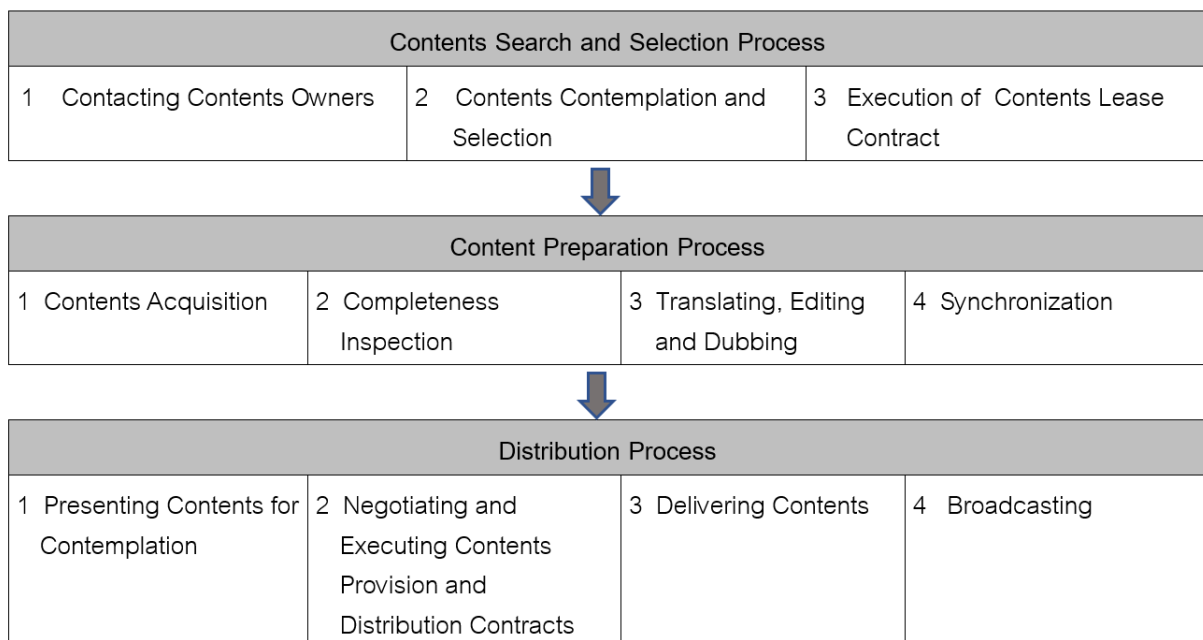 Contents Search and Selection Process
1 Contacting Contents Owners
2 Contents Contemplation and
Selection
3 Execution of Contents Lease
Contract
Content Preparation Process
1 Contents Acquisition
2 Completeness
Inspection
3 Translating, Editing
and Dubbing
4 Synchronization
Distribution Process
1 Presenting Contents for
Contemplation
2 Negotiating and
Executing Contents
Provision and
Distribution Contracts
3 Delivering Contents
4 Broadcasting